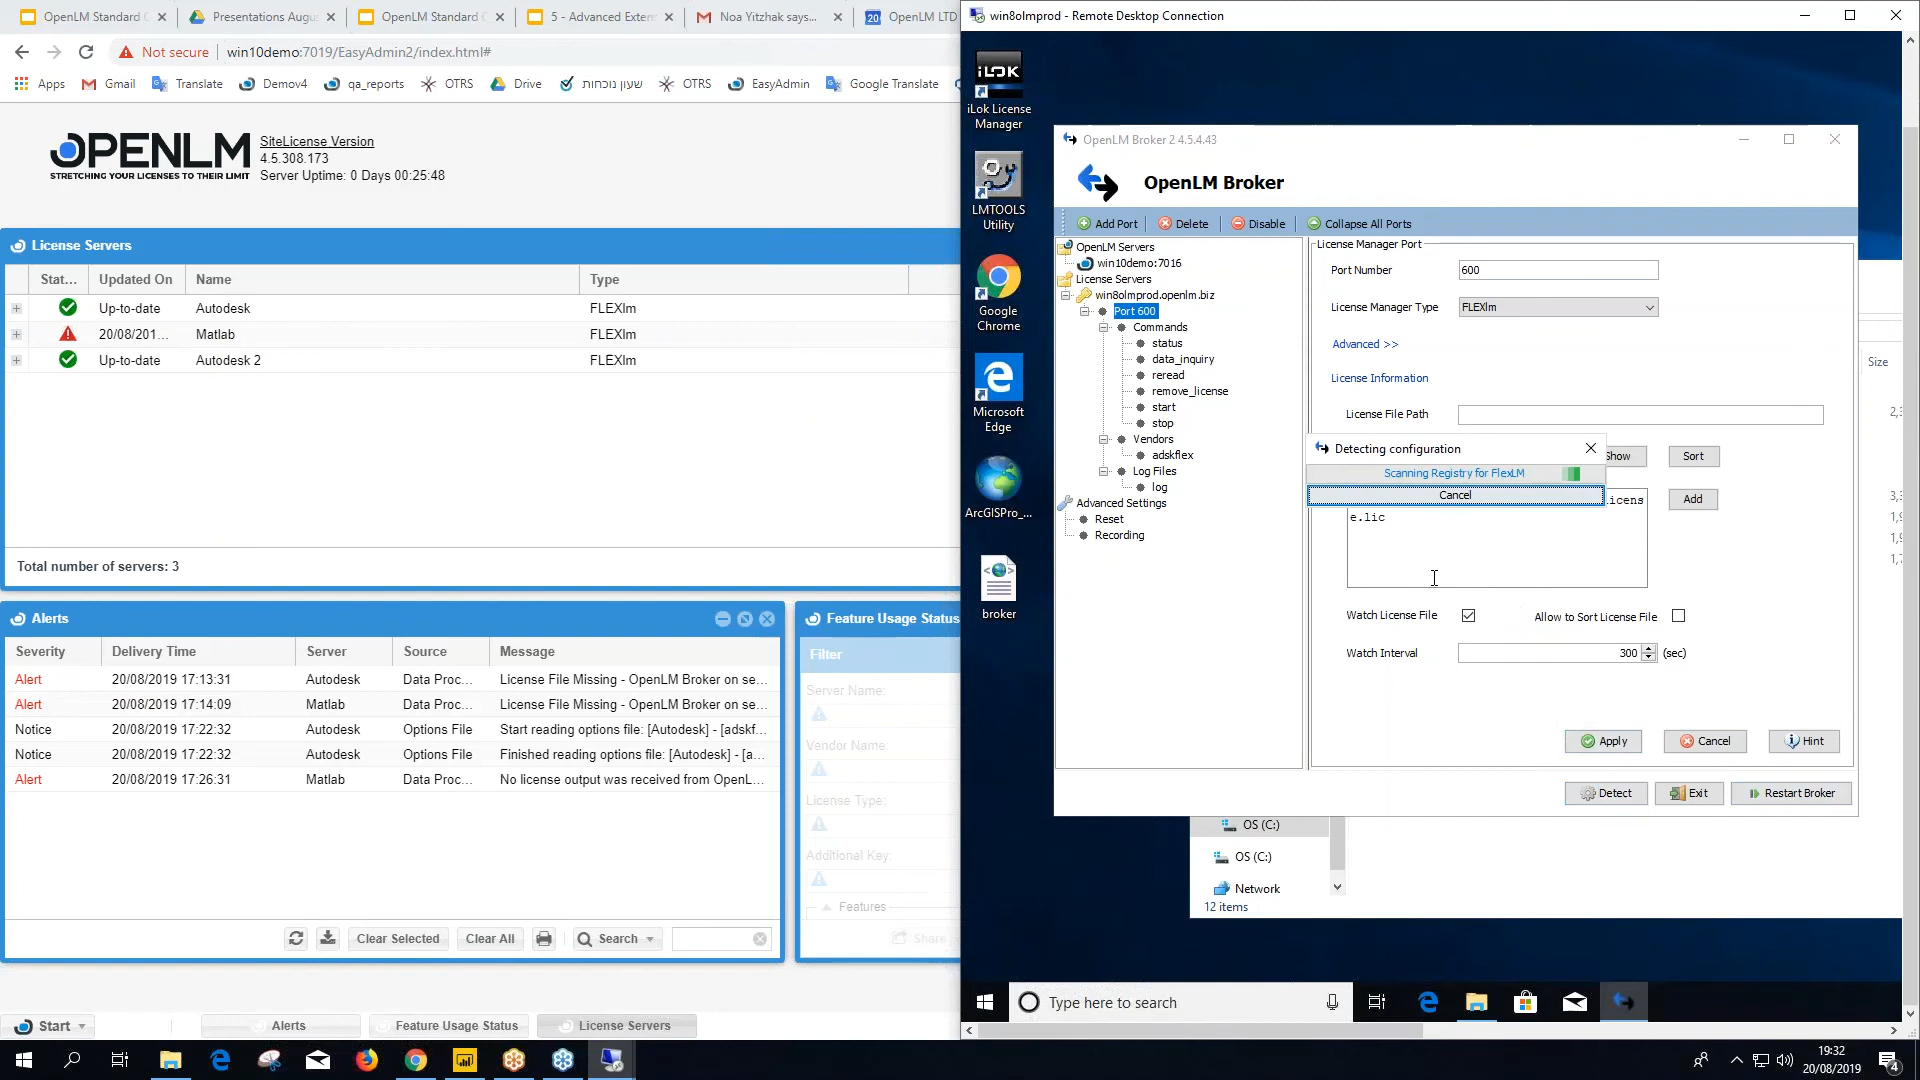 OpenLM Standard C
Presentations Augu
OpenLM Standard C
5 - Advanced Exten
Noa Yitzhak says...
OpenLM LTD
Not secure
win10demo:7019/EasyAdmin2/index.html#
Apps
Gmail
Translate
Demov4
qa_reports
OTRS
Drive
שעון נוכחות
OTRS
EasyAdmin
Google Translate
OPENLM
STRETCHING YOUR LICENSES TO THEIR LIMIT
SiteLicense Version
4.5.308.173
Server Uptime: 0 Days 00:25:48
License Servers
Stat... Updated On Name Type
Up-to-date Autodesk FLEXlm
20/08/201... Matlab FLEXlm
Up-to-date Autodesk 2 FLEXlm
Total number of servers: 3
Alerts
Severity Delivery Time Server Source Message
Alert 20/08/2019 17:13:31 Autodesk Data Proc... License File Missing - OpenLM Broker on se...
Alert 20/08/2019 17:14:09 Matlab Data Proc... License File Missing - OpenLM Broker on se...
Notice 20/08/2019 17:22:32 Autodesk Options File Start reading options file: [Autodesk] - [adskf...
Notice 20/08/2019 17:22:32 Autodesk Options File Finished reading options file: [Autodesk] - [a...
Alert 20/08/2019 17:26:31 Matlab Data Proc... No license output was received from OpenL...
Clear Selected
Clear All
Search
Feature Usage Status
Filter
Server Name:
Vendor Name:
License Type:
Additional Key:
Features
Share
Start
Alerts
Feature Usage Status
License Servers
win8olmprod - Remote Desktop Connection
iLOK
iLok License
Manager
LMTOOLS
Utility
Google
Chrome
Microsoft
Edge
ArcGISPro_...
broker
OpenLM Broker 2 4.5.4.43
OpenLM Broker
Add Port
Delete
Disable
Collapse All Ports
OpenLM Servers
win10demo:7016
License Servers
win8olmprod.openlm.biz
Port 600
Commands
status
data_inquiry
reread
remove_license
start
stop
Vendors
adskflex
Log Files
log
Advanced Settings
Reset
Recording
License Manager Port
Port Number 600
License Manager Type FLEXlm
Advanced >>
License Information
License File Path
Show
Sort
Detecting configuration
Scanning Registry for FlexLM
Cancel
icens
e.lic
Add
Watch License File
Allow to Sort License File
Watch Interval 300 (sec)
Apply
Cancel
Hint
Detect
Exit
Restart Broker
Size
OS (C:)
OS (C:)
Network
12 items
Type here to search
19:32
20/08/2019
4